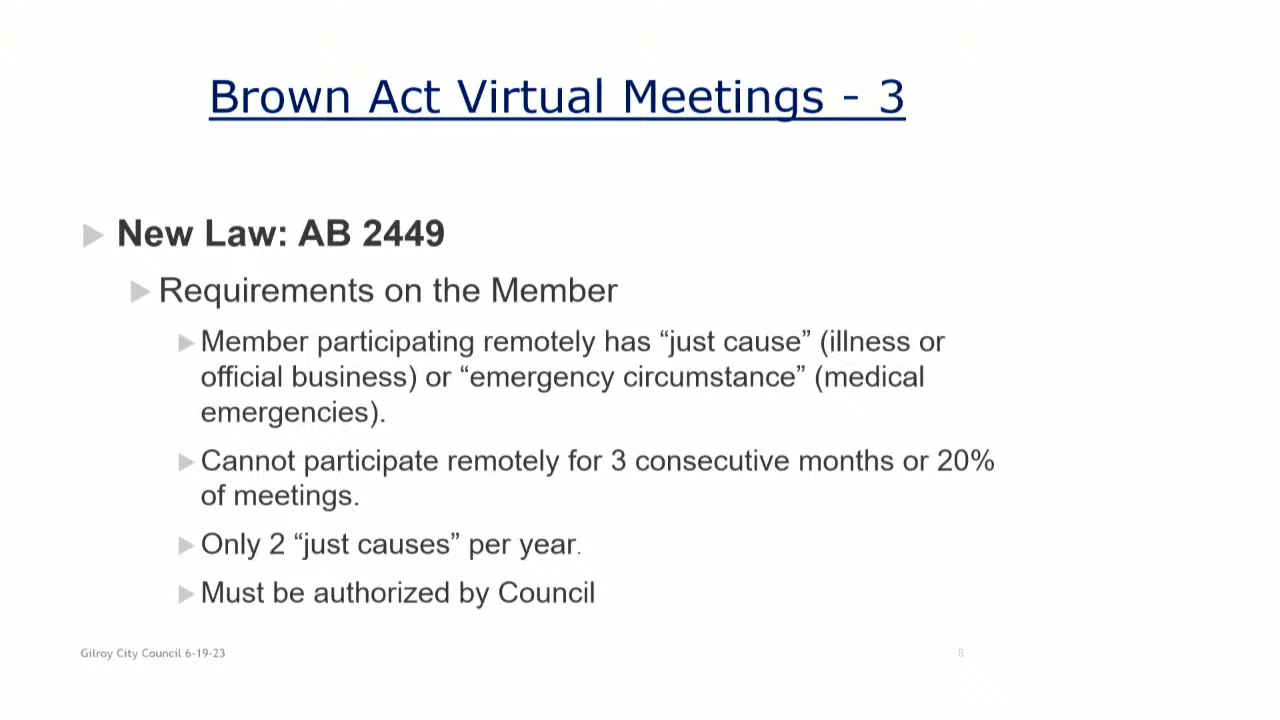 Brown Act Virtual Meetings - 3
New Law: AB 2449
Requirements on the Member
Member participating remotely has “just cause” (illness or
official business) or “emergency circumstance” (medical
emergencies).
Cannot participate remotely for 3 consecutive months or 20%
of meetings.
Only 2 “just causes” per year.
Must be authorized by Council
Gilroy City Council 6-19-23
8